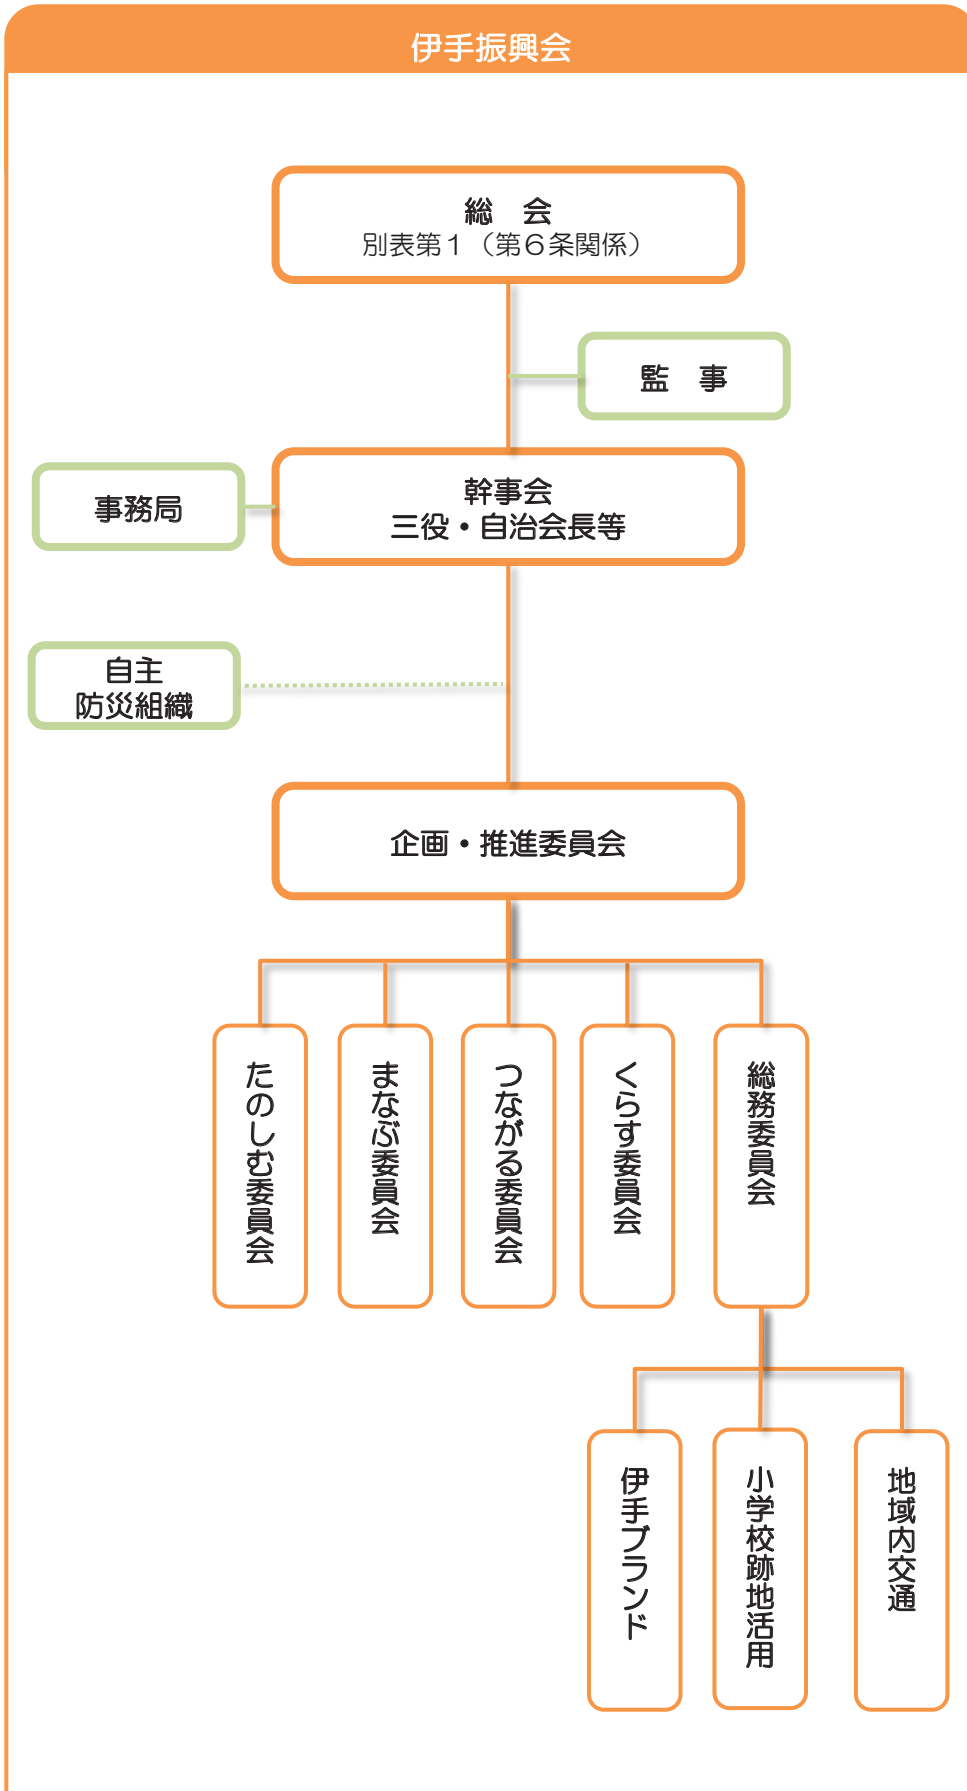 伊手振興会
総　会
別表第１（第６条関係）
監　事
事務局
幹事会
三役・自治会長等
自主
防災組織
企画・推進委員会
たのしむ委員会
まなぶ委員会
つながる委員会
くらす委員会
総務委員会
伊手ブランド
小学校跡地活用
地域内交通